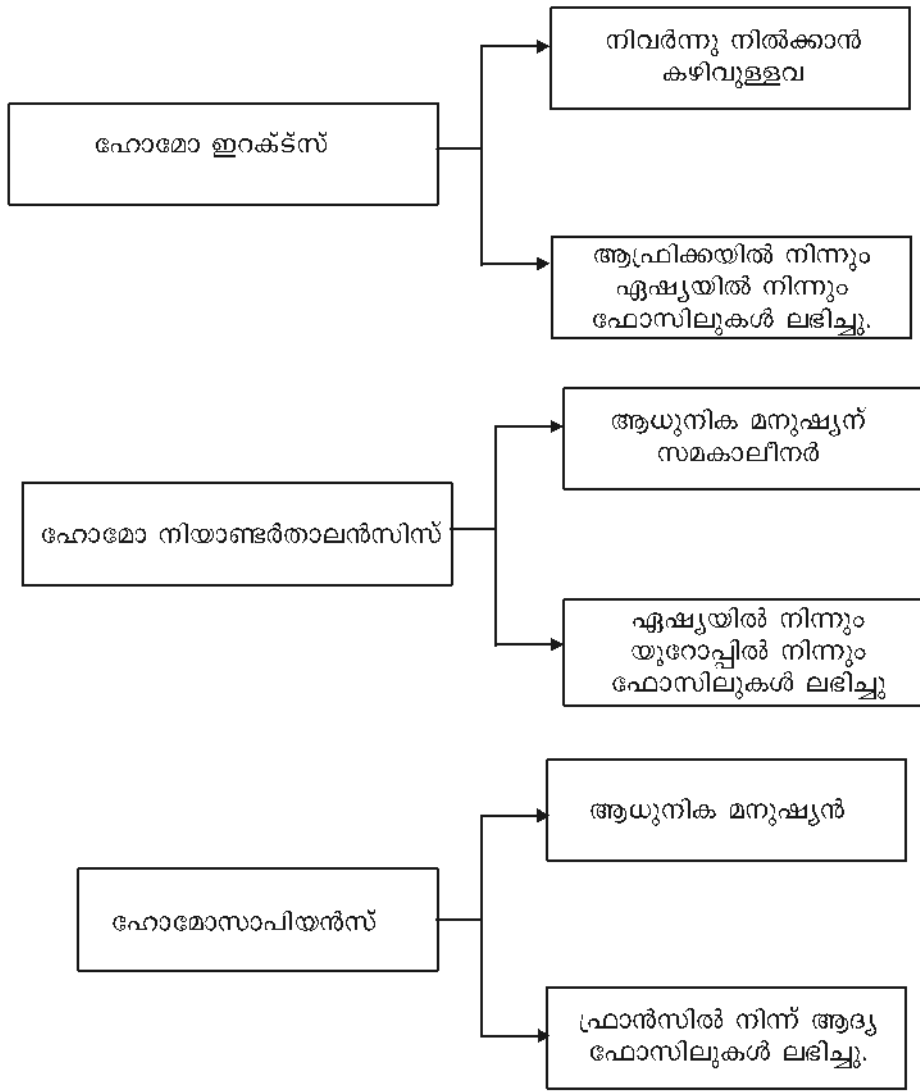 നിവർന്നു നിൽക്കാൻ
കഴിവുള്ളവ
ഹോമോ ഇറക്ട്സ്
ആഫ്രിക്കയിൽ നിന്നും
ഏഷ്യയിൽ നിന്നും
ഫോസിലുകൾ ലഭിച്ചു.
ആധുനിക മനുഷ്യന്
സമകാലീനർ
ഹോമോ നിയാണ്ടർതാലൻസിസ്
ഏഷ്യയിൽ നിന്നും
യൂറോപ്പിൽ നിന്നും
ഫോസിലുകൾ ലഭിച്ചു
ആധുനിക മനുഷ്യൻ
ഹോമോസാപിയൻസ്
ഫ്രാൻസിൽ നിന്ന് ആദ്യ
ഫോസിലുകൾ ലഭിച്ചു.